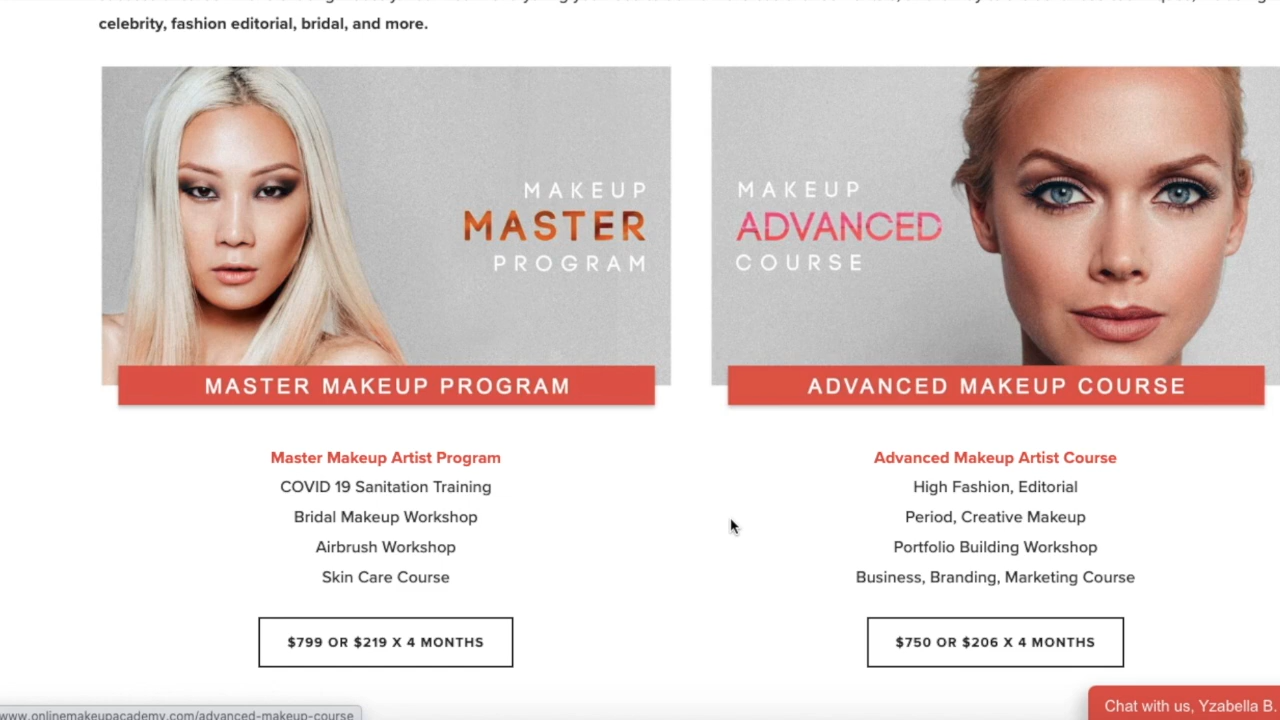 celebrity, fashion editorial, bridal, and more.
MAKEUP
MASTER
PROGRAM
MASTER MAKEUP PROGRAM
Master Makeup Artist Program
COVID 19 Sanitation Training
Bridal Makeup Workshop
Airbrush Workshop
Skin Care Course
$799 OR $219 X 4 MONTHS
MAKEUP
ADVANCED
COURSE
ADVANCED MAKEUP COURSE
Advanced Makeup Artist Course
High Fashion, Editorial
Period, Creative Makeup
Portfolio Building Workshop
Business, Branding, Marketing Course
$750 OR $206 X 4 MONTHS
Chat with us, Yzabella B.
www.onlinemakeupacademy.com/advanced-makeup-course